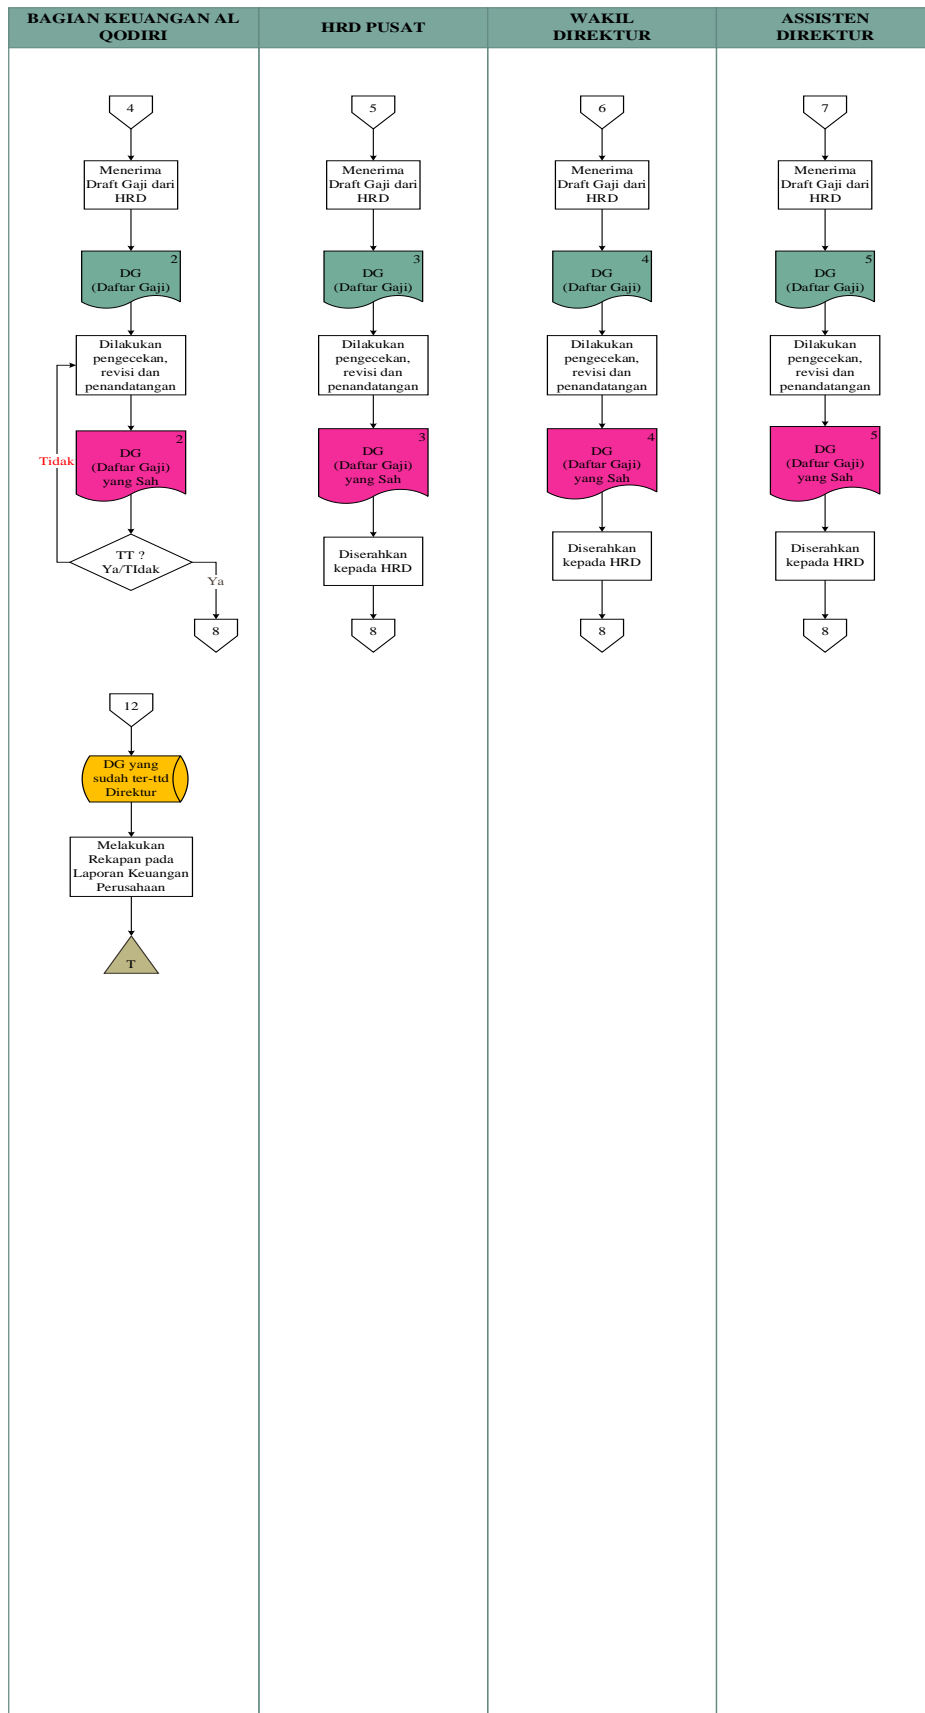 BAGIAN KEUANGAN AL
QODIRI
HRD PUSAT
WAKIL
DIREKTUR
ASSISTEN
DIREKTUR
4
Menerima
Draft Gaji dari
HRD
2
DG
(Daftar Gaji)
Dilakukan
pengecekan,
revisi dan
penandatangan
2
DG
(Daftar Gaji)
yang Sah
Tidak
TT ?
Ya/TIdak
Ya
8
12
DG yang
sudah ter-ttd
Direktur
Melakukan
Rekapan pada
Laporan Keuangan
Perusahaan
T
5
Menerima
Draft Gaji dari
HRD
3
DG
(Daftar Gaji)
Dilakukan
pengecekan,
revisi dan
penandatangan
3
DG
(Daftar Gaji)
yang Sah
Diserahkan
kepada HRD
8
6
Menerima
Draft Gaji dari
HRD
4
DG
(Daftar Gaji)
Dilakukan
pengecekan,
revisi dan
penandatangan
4
DG
(Daftar Gaji)
yang Sah
Diserahkan
kepada HRD
8
7
Menerima
Draft Gaji dari
HRD
5
DG
(Daftar Gaji)
Dilakukan
pengecekan,
revisi dan
penandatangan
5
DG
(Daftar Gaji)
yang Sah
Diserahkan
kepada HRD
8